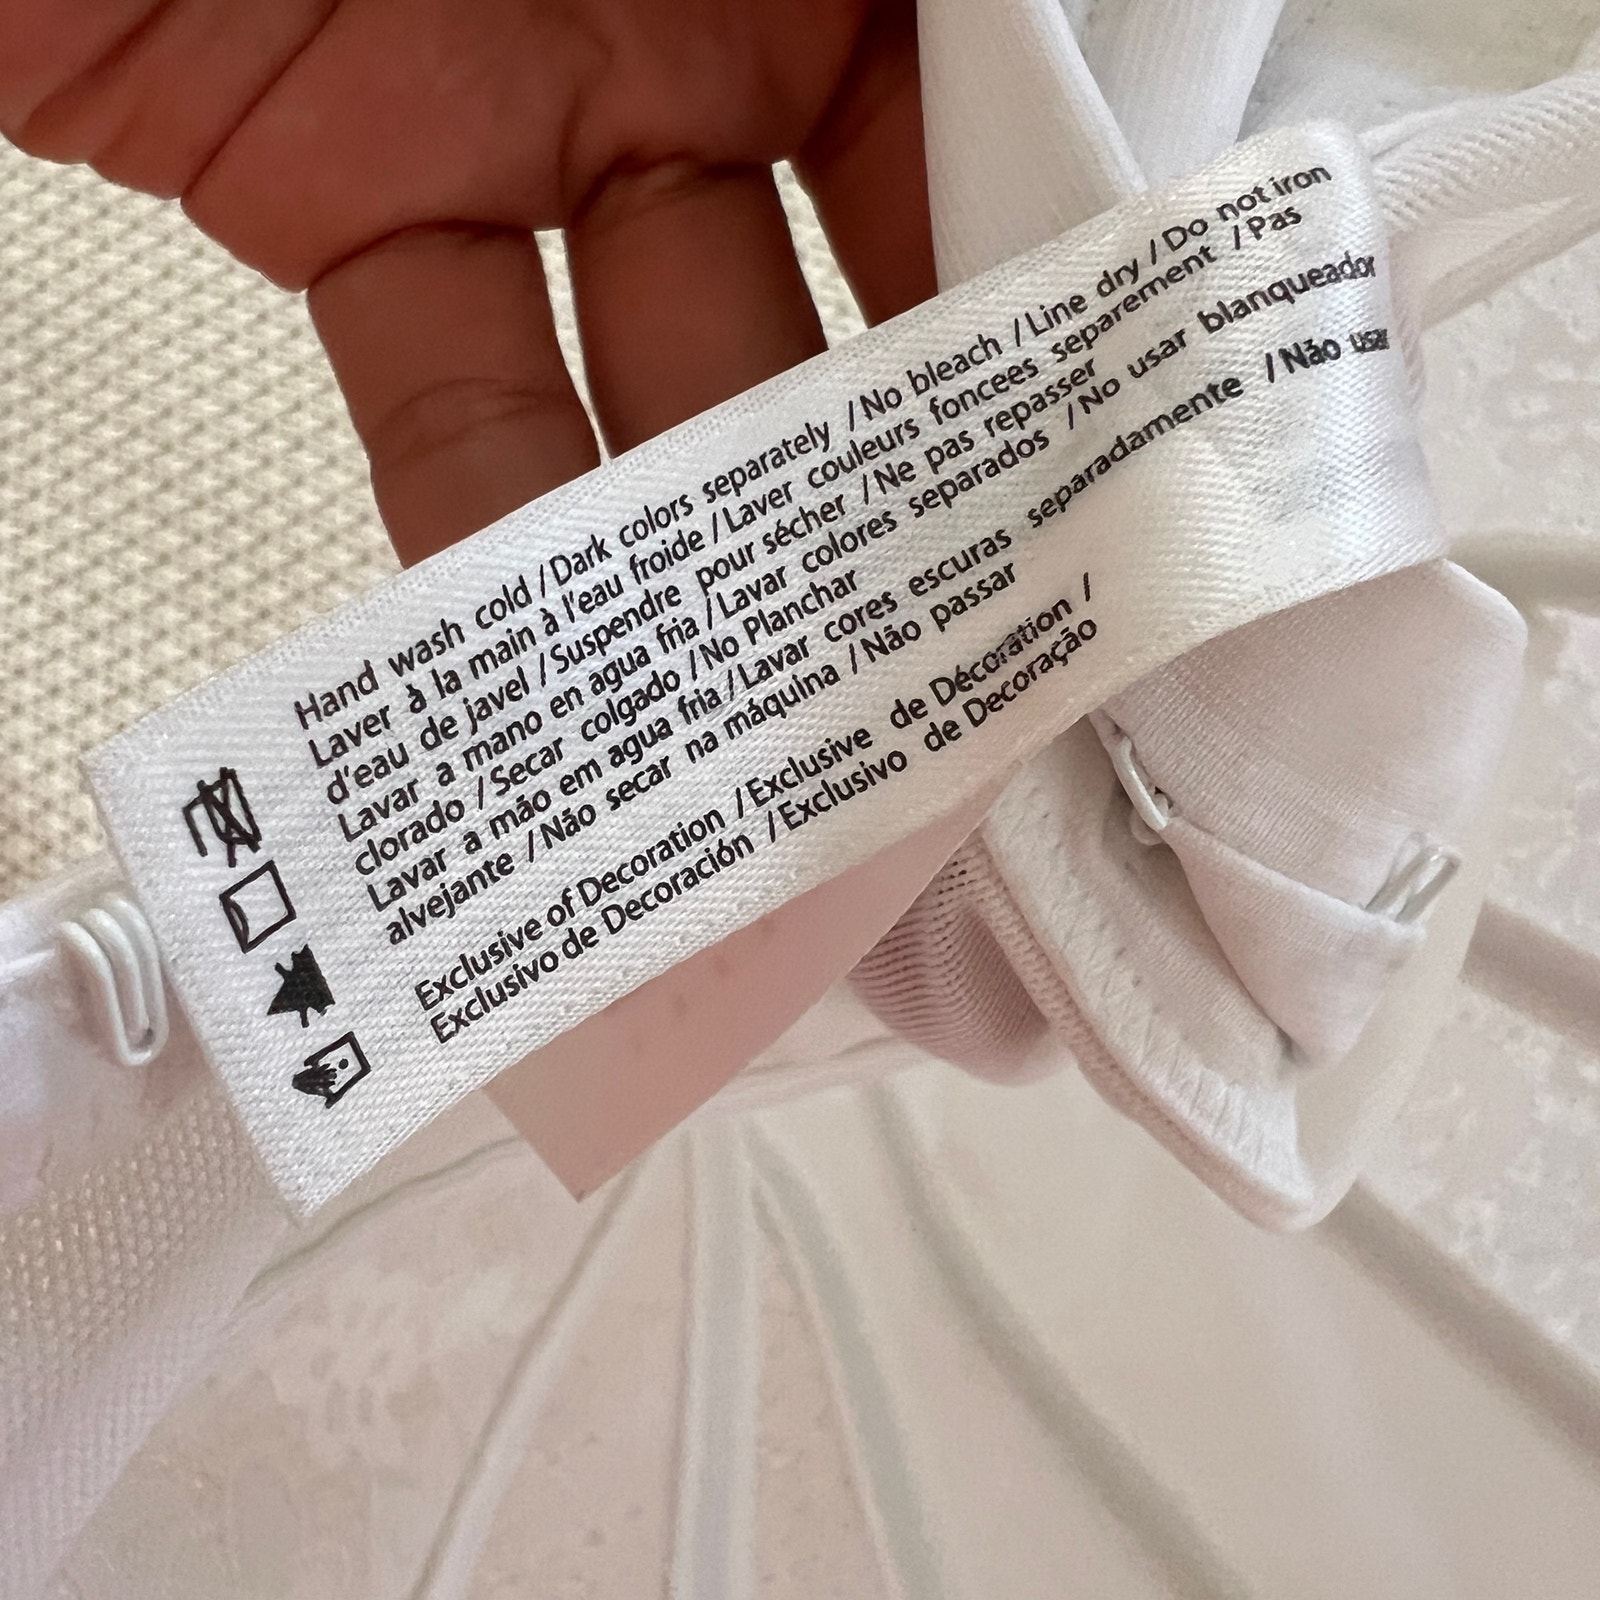 Hand wash cold / Dark colors separately / No bleach / Line dry / Do not iron
Laver à la main à l'eau froide / Laver couleurs foncees separement / Pas
d'eau de javel / Suspendre pour sécher / Ne pas repasser
Lavar a mano en agua fria / Lavar colores separados / No usar blanqueador
clorado / Secar colgado / No Planchar
Lavar a mão em agua fria / Lavar cores escuras separadamente / Não usar
alvejante / Não secar na máquina / Não passar
Exclusive of Decoration / Exclusive de Décoration /
Exclusivo de Decoración / Exclusivo de Decoração